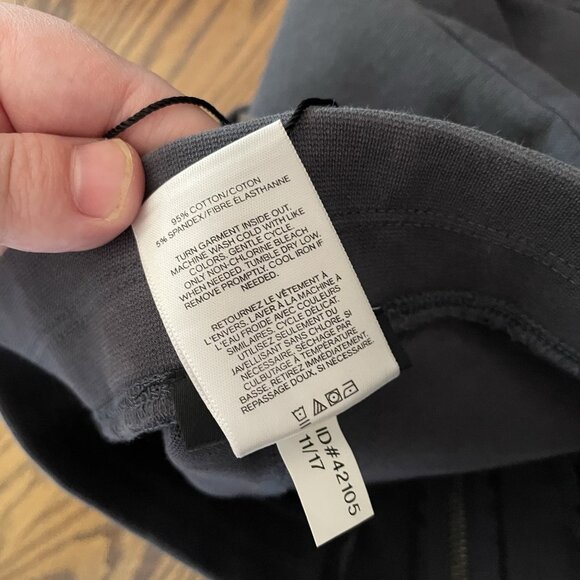 95% COTTON/COTON
5% SPANDEX/FIBRE ÉLASTHANNE
TURN GARMENT INSIDE OUT.
MACHINE WASH COLD WITH LIKE
COLORS, GENTLE CYCLE
ONLY NON-CHLORINE BLEACH
WHEN NEEDED. TUMBLE DRY LOW.
REMOVE PROMPTLY. COOL IRON IF
NEEDED.
RETOURNEZ LE VÊTEMENT À
L'ENVERS. LAVER À LA MACHINE À
L'EAU FROIDE AVEC COULEURS
SIMILAIRES, CYCLE DÉLICAT.
UTILISEZ SEULEMENT DU
JAVELLISANT SANS CHLORE, SI
NÉCESSAIRE. SÉCHAGE PAR
CULBUTAGE À TEMPÉRATURE
BASSE. RETIREZ IMMÉDIATEMENT.
REPASSAGE DOUX, SI NÉCESSAIRE.
ID#42105
11/17